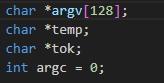 char *argv[128];
char *temp;
char *tok;
int argc = 0;